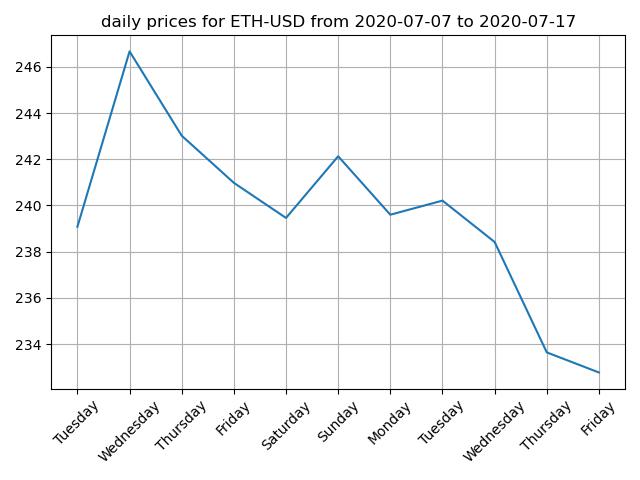 daily prices for ETH-USD from 2020-07-07 to 2020-07-17
246
244
242
240
238
236
234
Tuesday
Wednesday
Thursday
Friday
Saturday
Sunday
Monday
Tuesday
Wednesday
Thursday
Friday